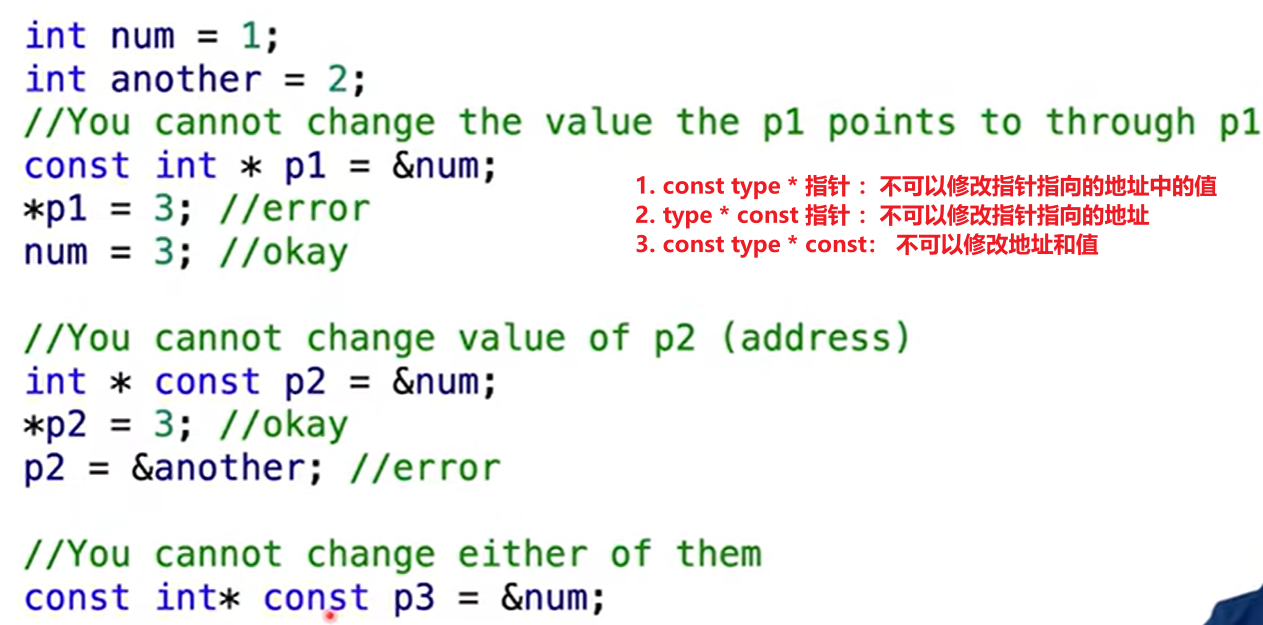 int num = 1;
int another = 2;
//You cannot change the value the p1 points to through p1
const int * p1 = &num;
*p1 = 3; //error
num = 3; //okay
1. const type * 指针 ：不可以修改指针指向的地址中的值
2. type * const 指针 ：不可以修改指针指向的地址
3. const type * const： 不可以修改地址和值
//You cannot change value of p2 (address)
int * const p2 = &num;
*p2 = 3; //okay
p2 = &another; //error
//You cannot change either of them
const int* const p3 = &num;